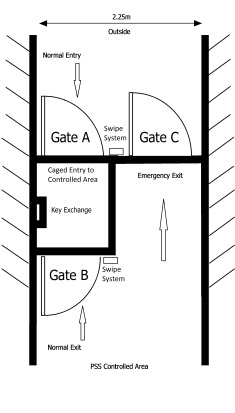 2.25m
Outside
Normal Entry
Gate A
Swipe
System
Gate C
Caged Entry to
Controlled Area
Emergency Exit
Key Exchange
Gate B
Swipe
System
Normal Exit
PSS Controlled Area